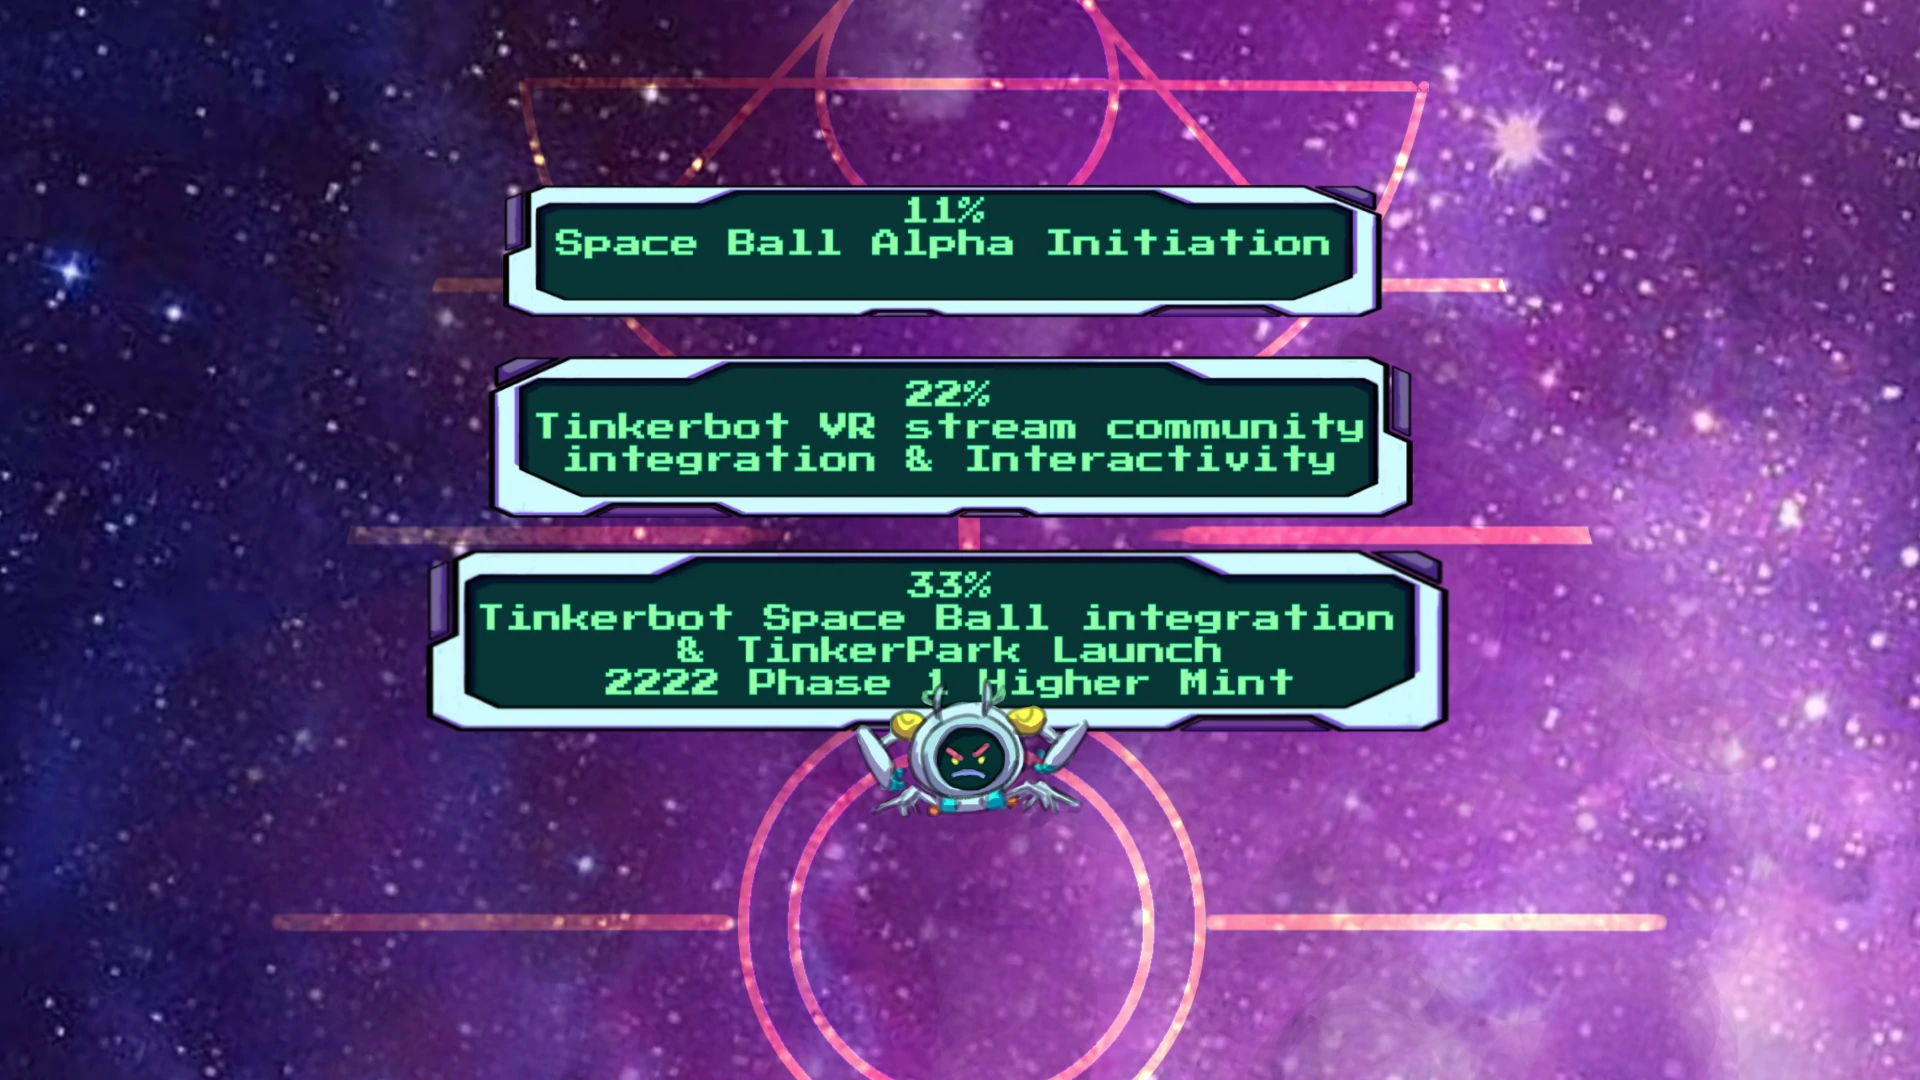 11%
Space Ball Alpha Initiation
22%
Tinkerbot VR stream community
integration & Interactivity
33%
Tinkerbot Space Ball integration
& TinkerPark Launch
2222 Phase 1 Higher Mint